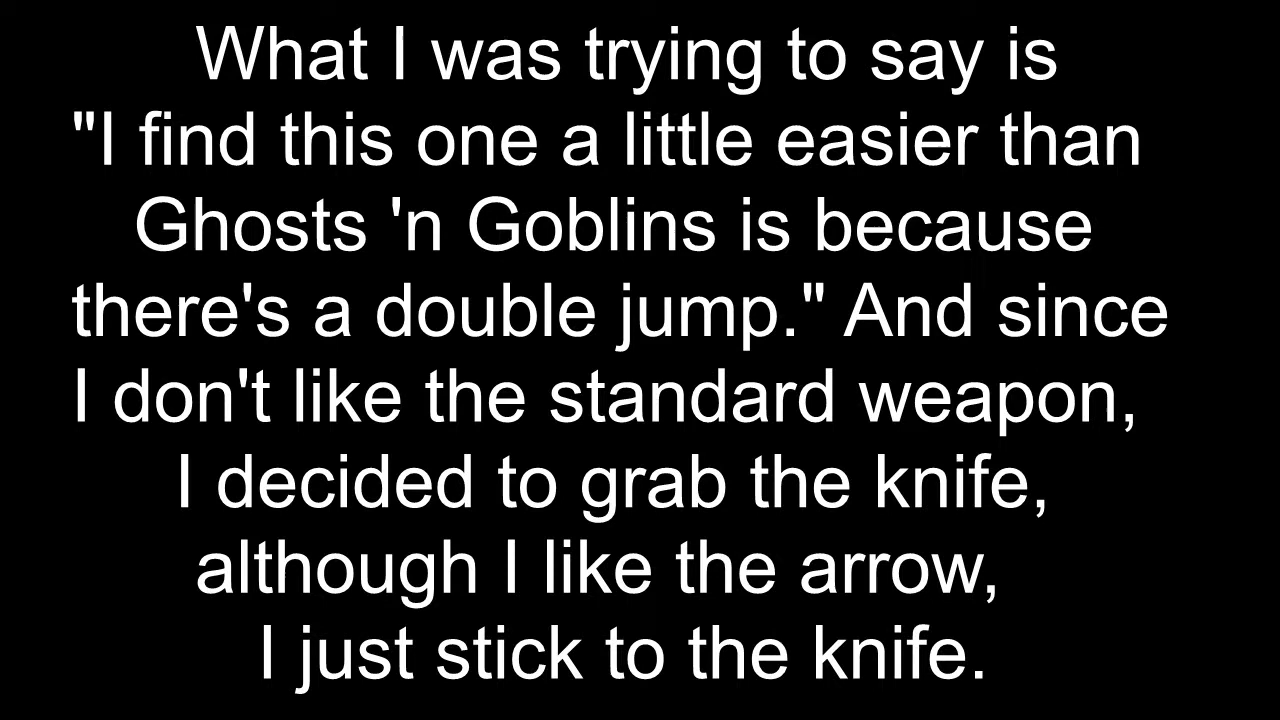 What I was trying to say is
"I find this one a little easier than
Ghosts 'n Goblins is because
there's a double jump." And since
I don't like the standard weapon,
I decided to grab the knife,
although I like the arrow,
I just stick to the knife.